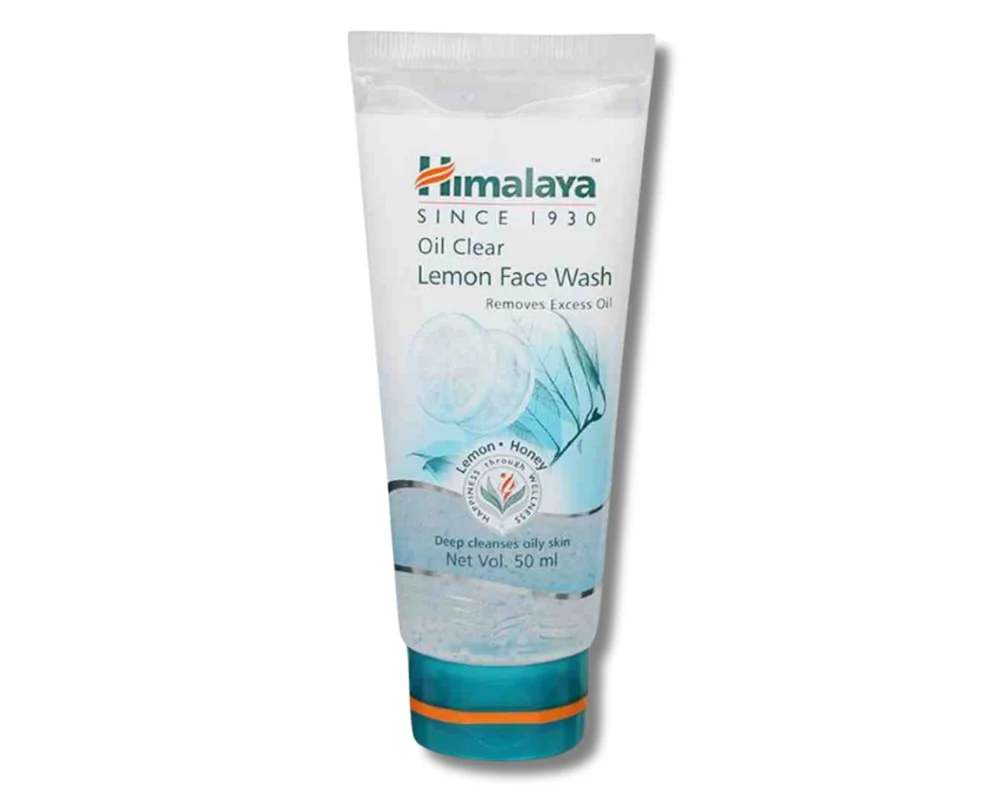 Himalaya™
SINCE 1930
Oil Clear
Lemon Face Wash
Removes Excess Oil
Lemon • Honey
HAPPINESS through WELLNESS
Deep cleanses oily skin
Net Vol. 50 ml